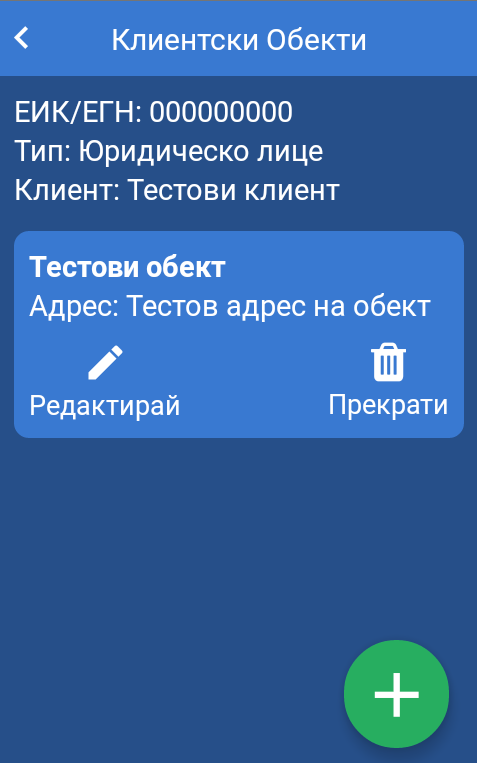 Клиентски Обекти
ЕИК/ЕГН: 000000000
Тип: Юридическо лице
Клиент: Тестови клиент
Тестови обект
Адрес: Тестов адрес на обект
Редактирай Прекрати